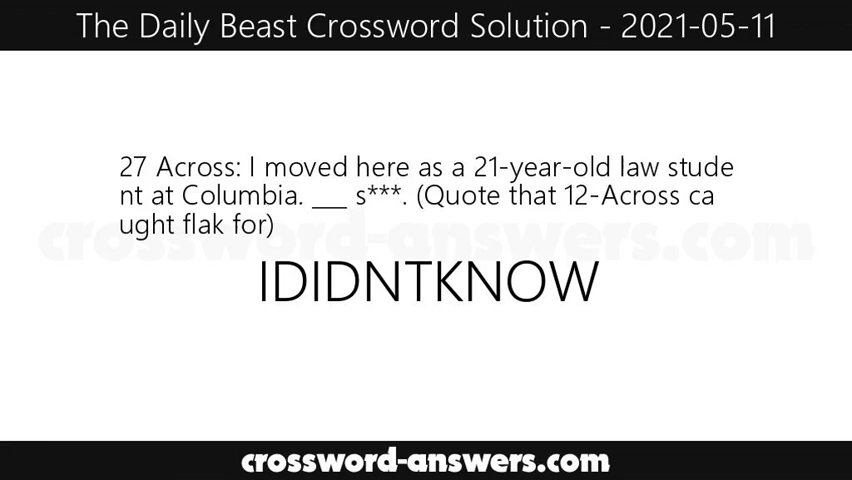 The Daily Beast Crossword Solution - 2021-05-11
27 Across: I moved here as a 21-year-old law stude
nt at Columbia. ___ s***. (Quote that 12-Across ca
ught flak for)
crossword-answers.com
IDIDNTKNOW
crossword-answers.com